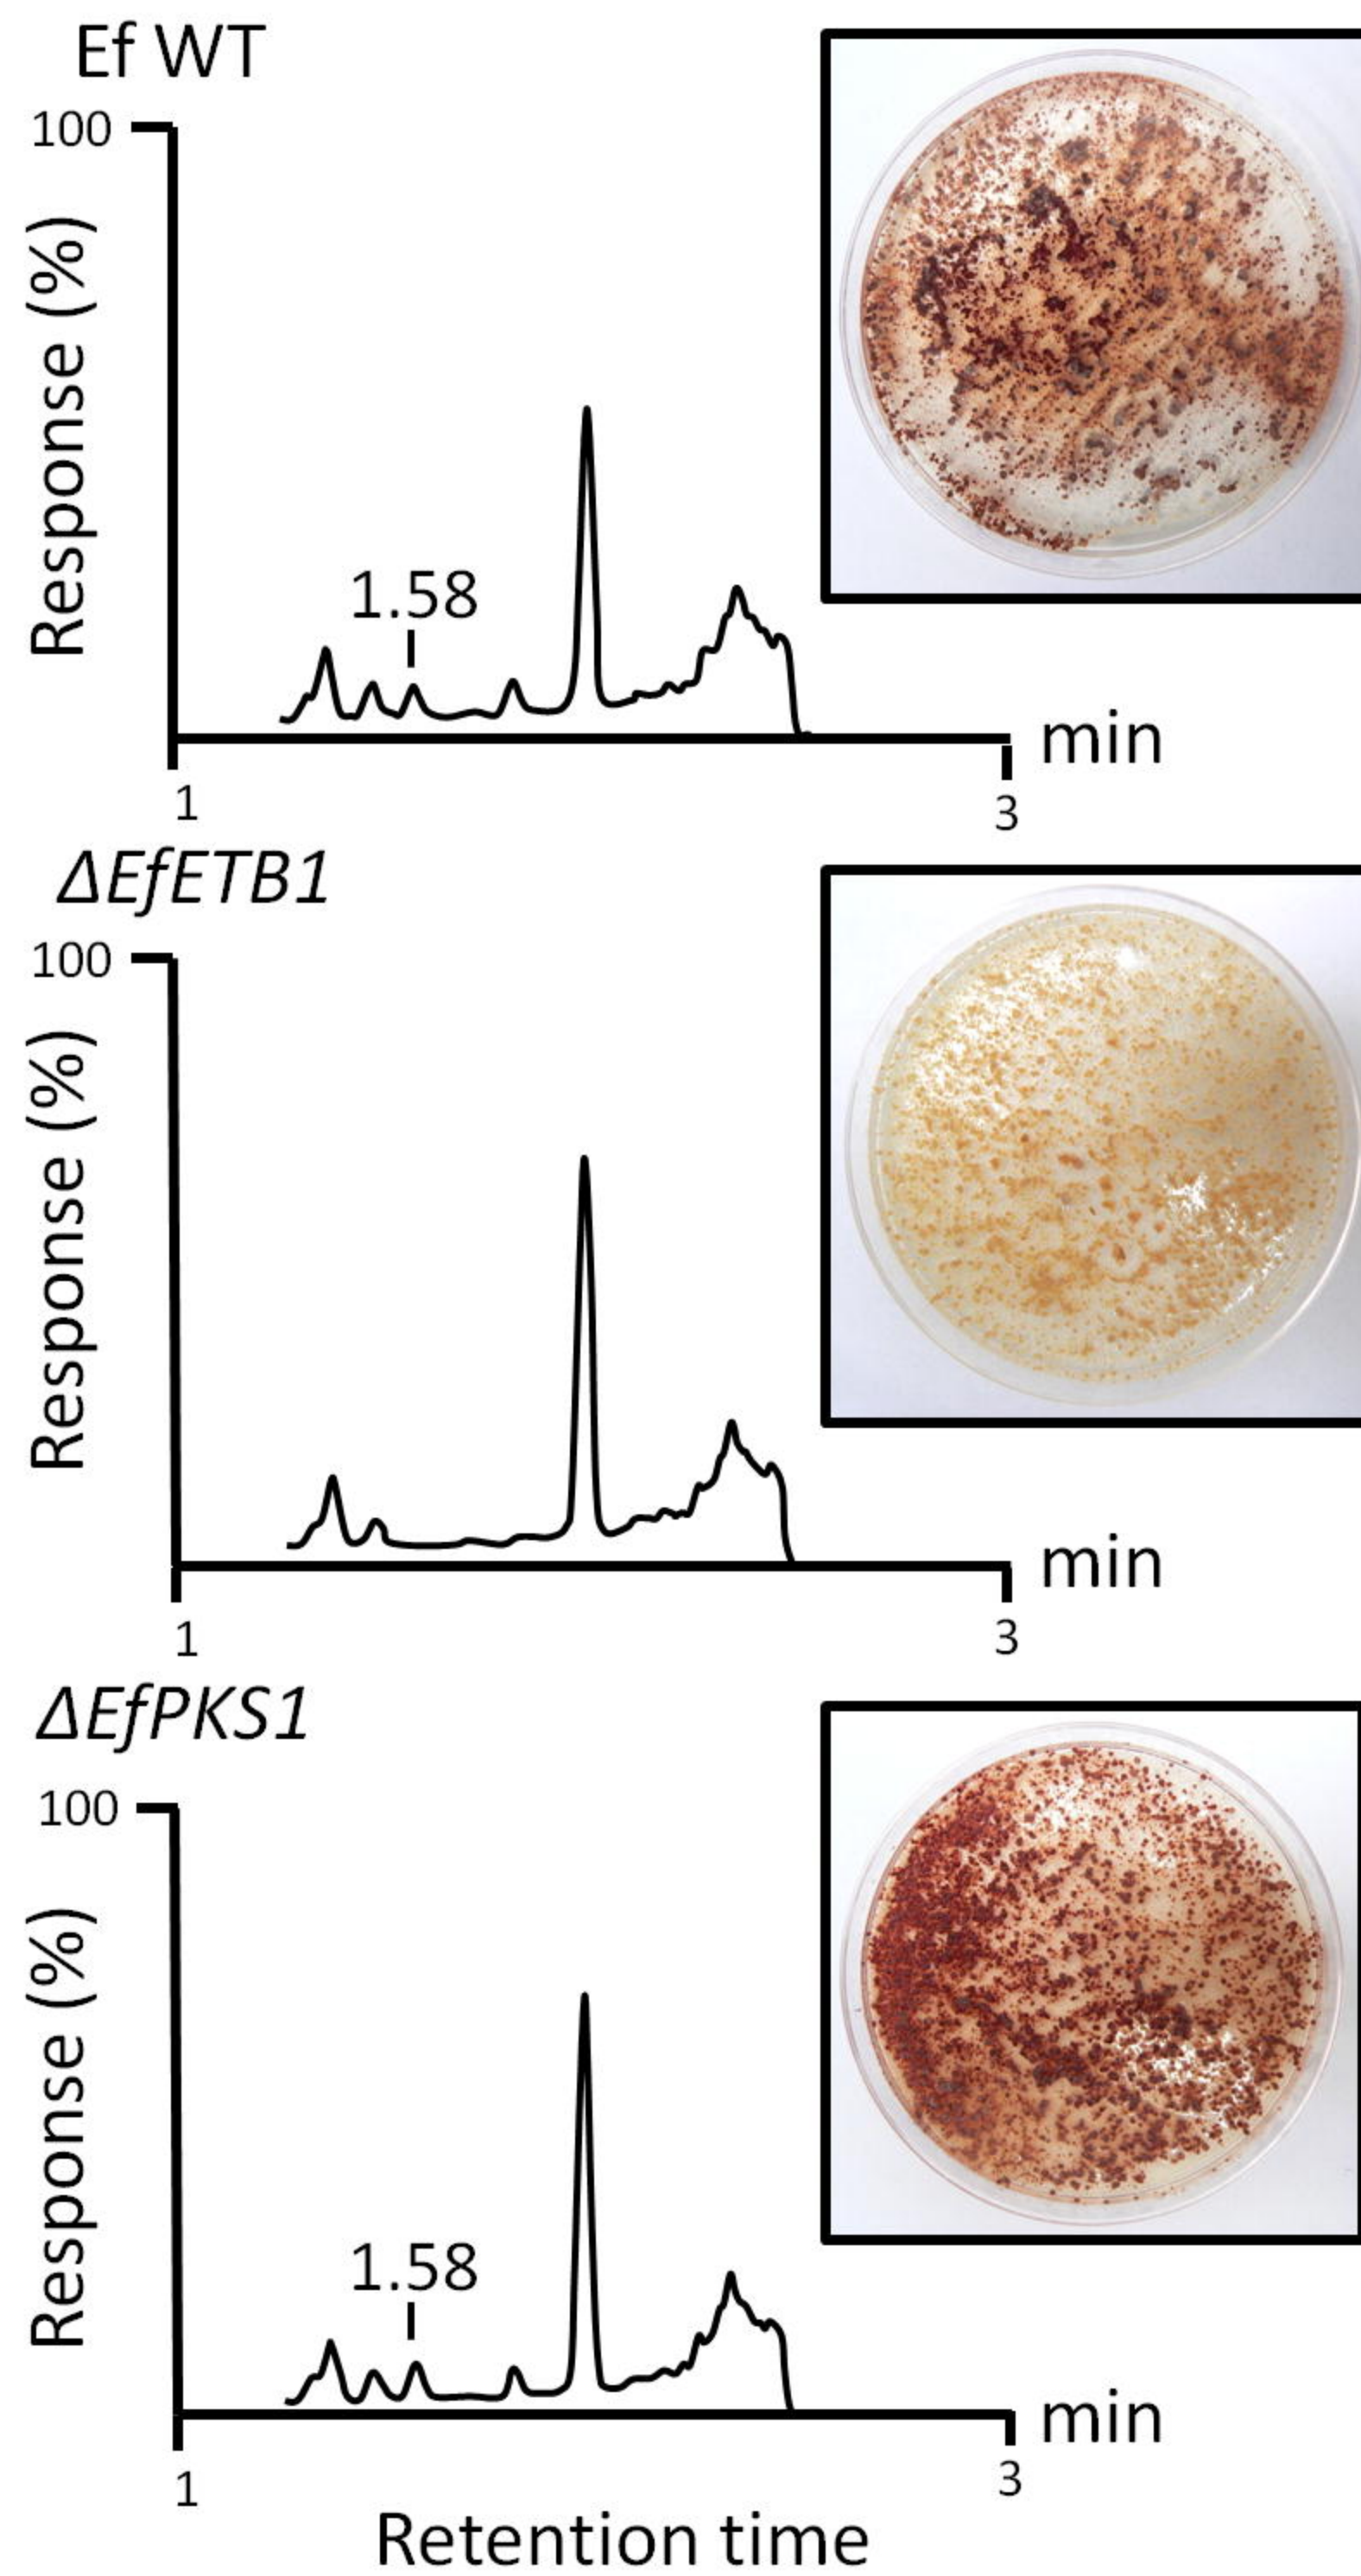 Ef WT
100
Response (%)
1.58
min
1
3
ΔEfETB1
100
Response (%)
min
1
3
ΔEfPKS1
100
Response (%)
1.58
min
1
3
Retention time